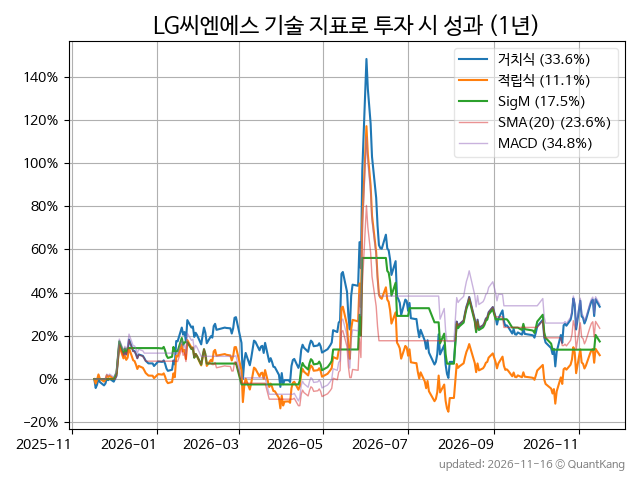 LG씨엔에스 기술 지표로 투자 시 성과 (1년)
거치식 (33.6%)
적립식 (11.1%)
SigM (17.5%)
SMA(20) (23.6%)
MACD (34.8%)
140%
120%
100%
80%
60%
40%
20%
0%
−20%
2025-11 2026-01 2026-03 2026-05 2026-07 2026-09 2026-11
updated: 2026-11-16 © QuantKang